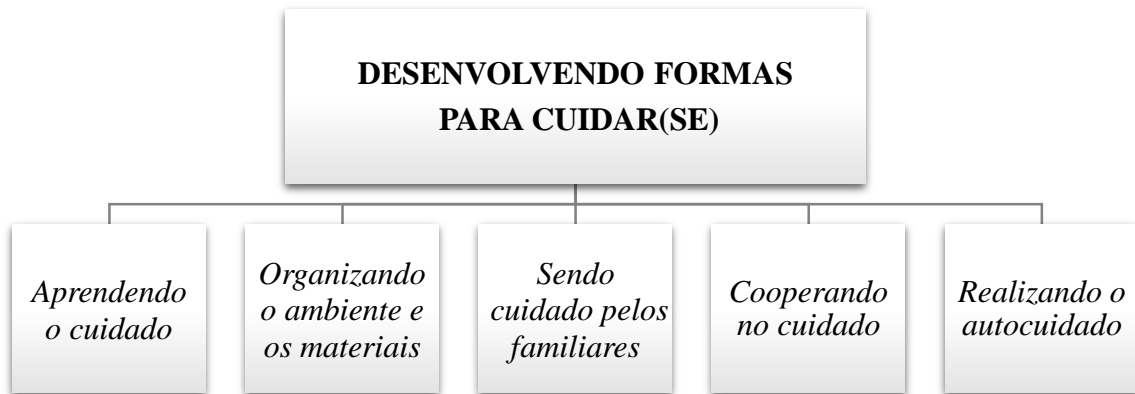 DESENVOLVENDO FORMAS
PARA CUIDAR(SE)
Aprendendo
o cuidado
Organizando
o ambiente e
os materiais
Sendo
cuidado pelos
familiares
Cooperando
no cuidado
Realizando o
autocuidado